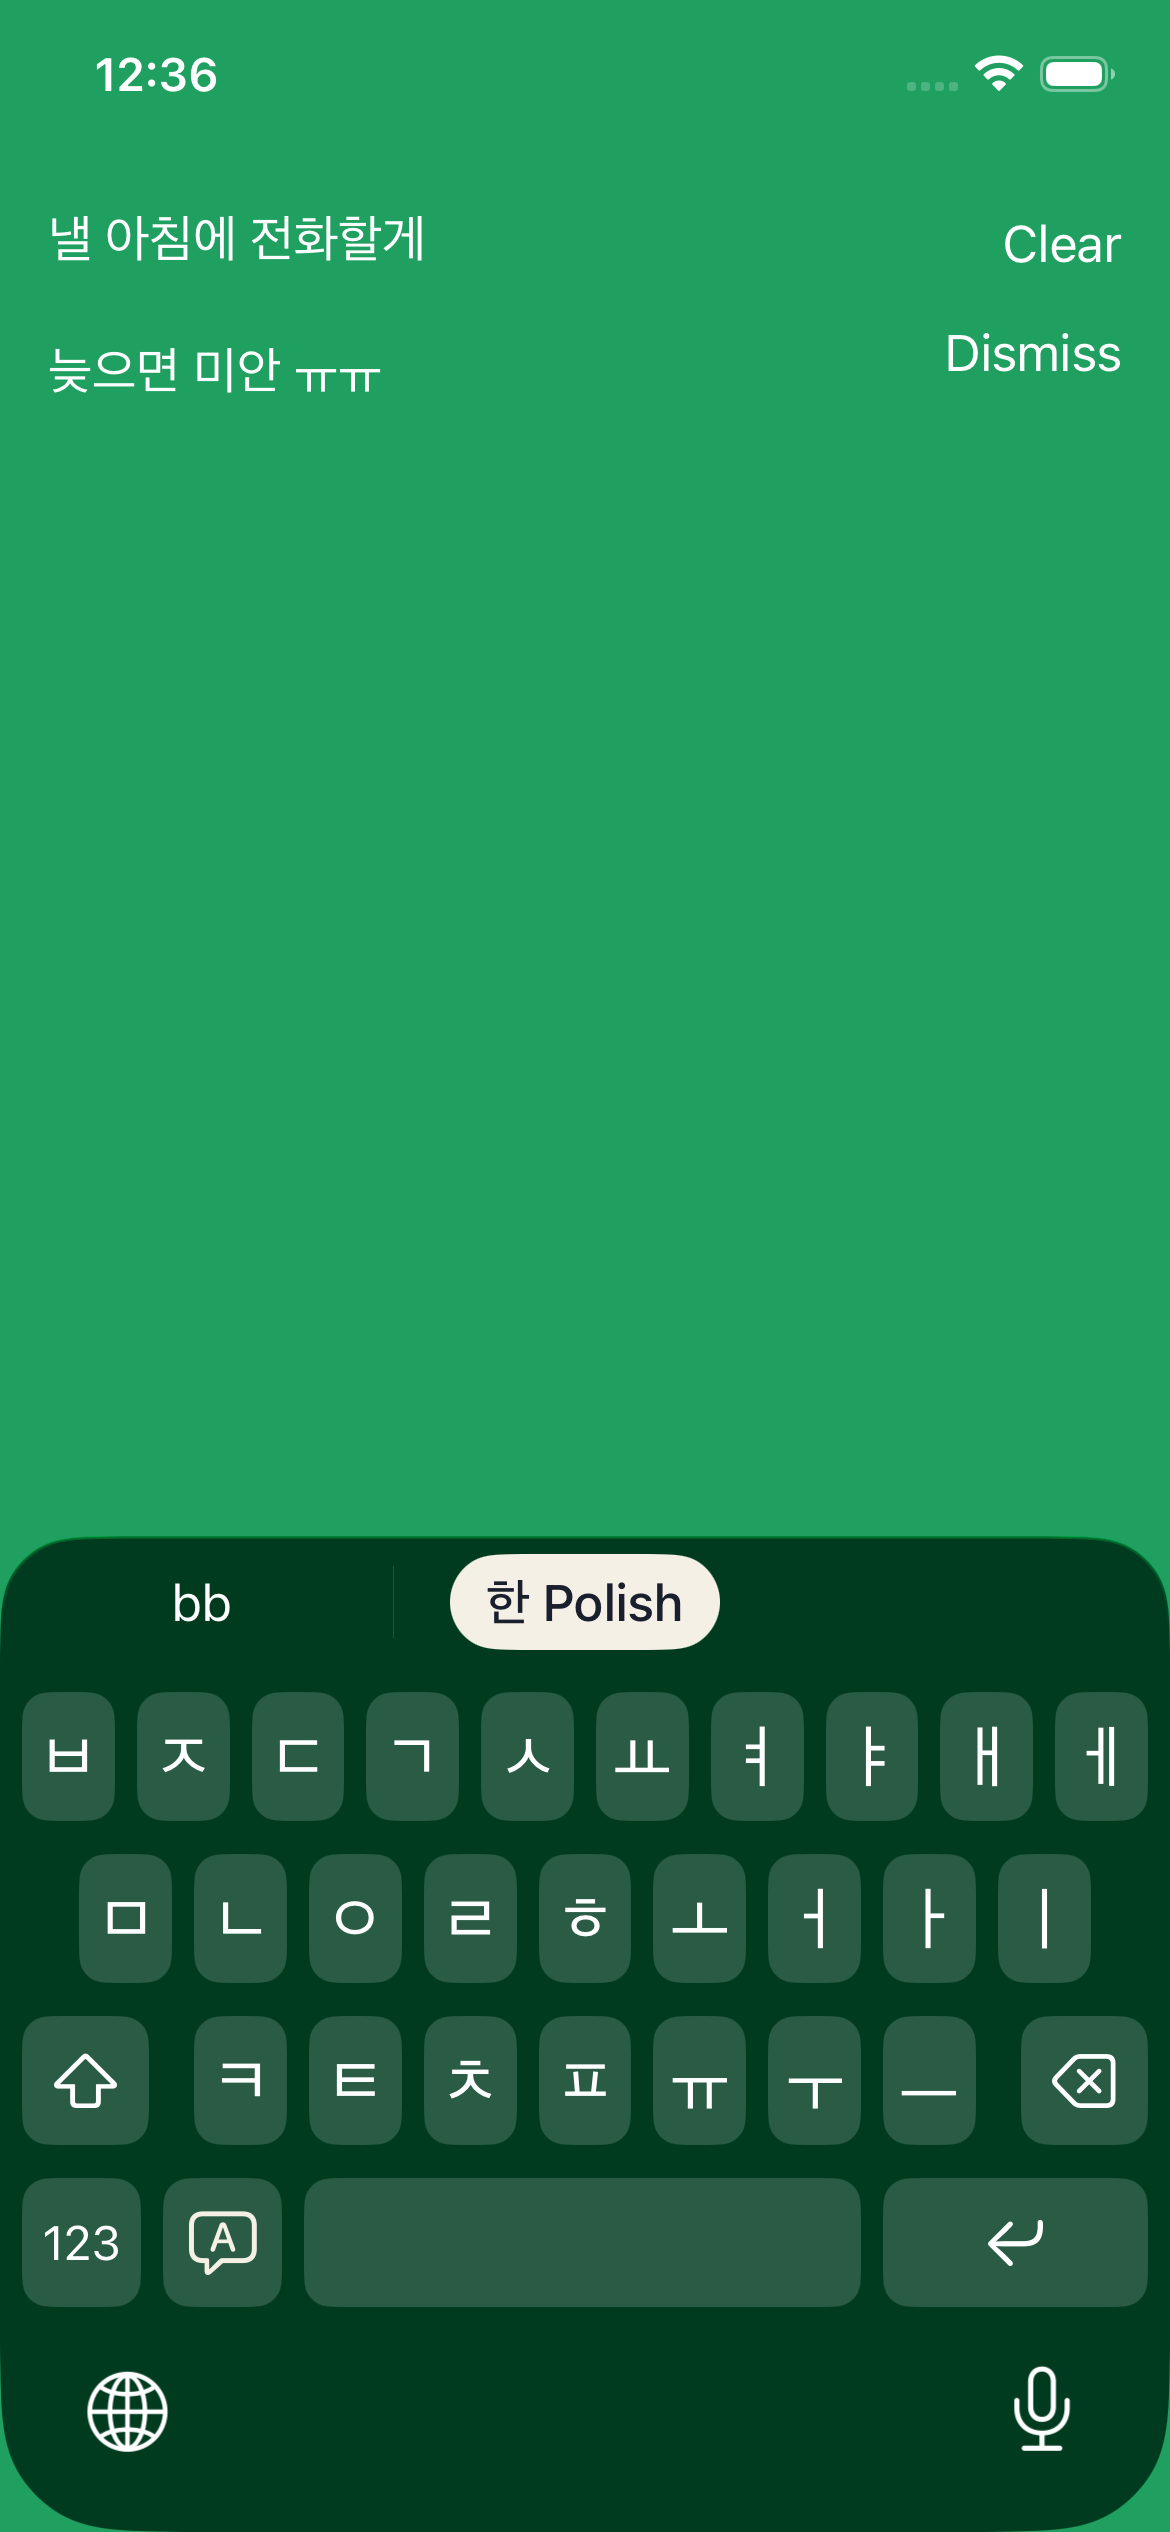 12:36
낼 아침에 전화할게
Clear
늦으면 미안 ㅠㅠ
Dismiss
bb
한 Polish
ㅂ ㅈ ㄷ ㄱ ㅅ ㅛ ㅕ ㅑ ㅐ ㅔ
ㅁ ㄴ ㅇ ㄹ ㅎ ㅗ ㅓ ㅏ ㅣ
ㅋ ㅌ ㅊ ㅍ ㅠ ㅜ ㅡ
123 A